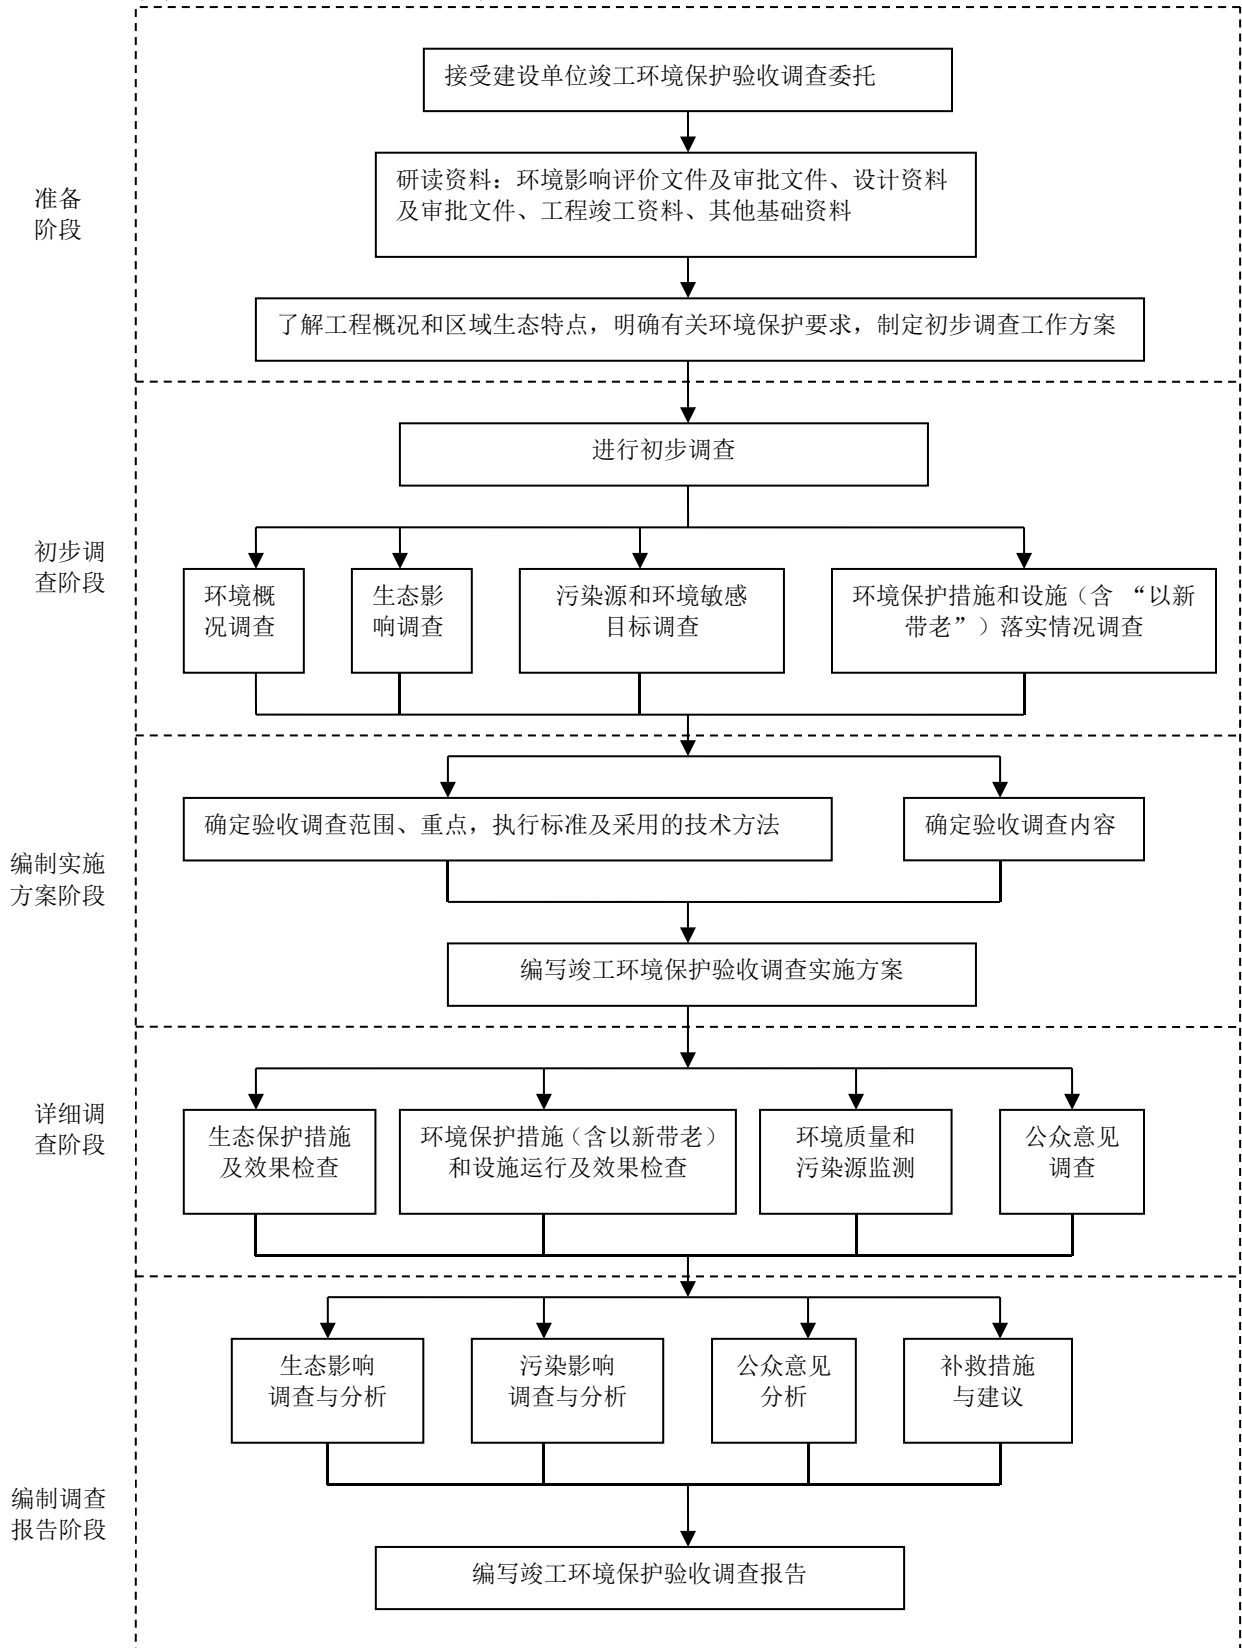 接受建设单位竣工环境保护验收调查委托
研读资料：环境影响评价文件及审批文件、设计资料
及审批文件、工程竣工资料、其他基础资料
准备
阶段
了解工程概况和区域生态特点，明确有关环境保护要求，制定初步调查工作方案
进行初步调查
初步调
查阶段
环境概
况调查
生态影
响调查
污染源和环境敏感
目标调查
环境保护措施和设施（含 “以新
带老”）落实情况调查
确定验收调查范围、重点，执行标准及采用的技术方法
确定验收调查内容
编制实施
方案阶段
编写竣工环境保护验收调查实施方案
详细调
查阶段
生态保护措施
及效果检查
环境保护措施（含以新带老）
和设施运行及效果检查
环境质量和
污染源监测
公众意见
调查
生态影响
调查与分析
污染影响
调查与分析
公众意见
分析
补救措施
与建议
编制调查
报告阶段
编写竣工环境保护验收调查报告